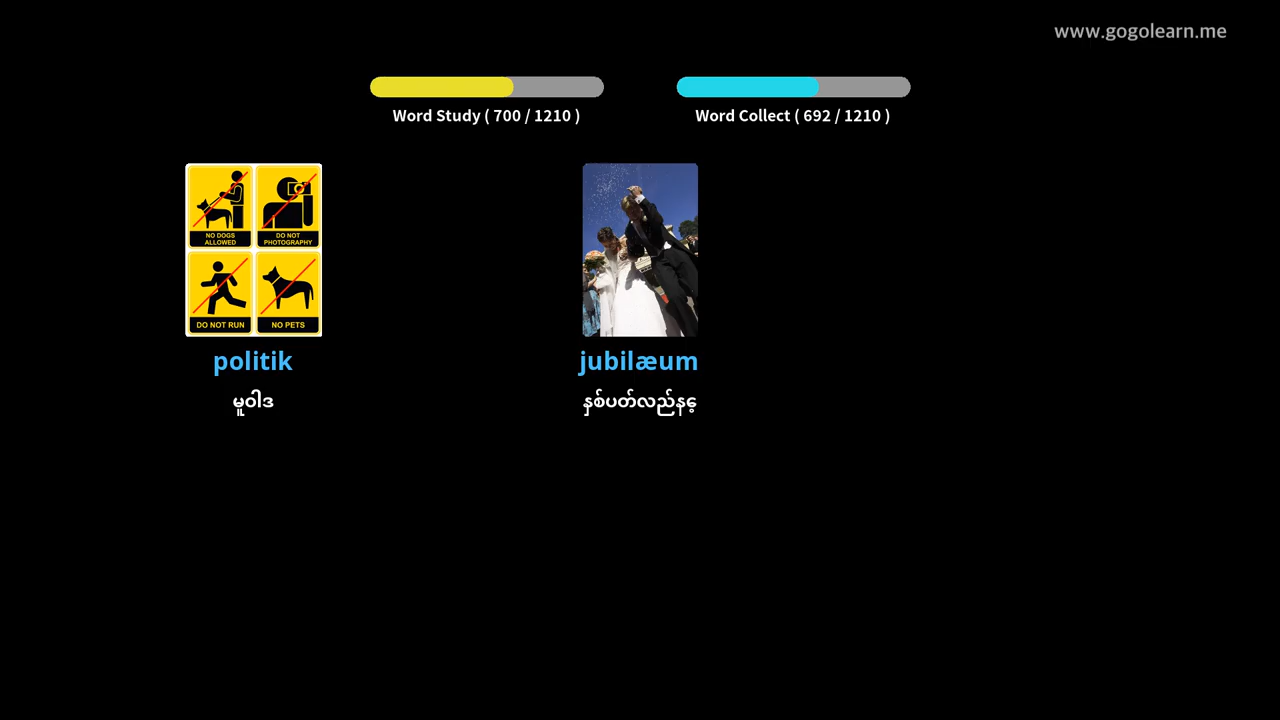 www.gogolearn.me
Word Study ( 700 / 1210 )
Word Collect ( 692 / 1210 )
NO DOGS
ALLOWED
DO NOT
PHOTOGRAPHY
DO NOT RUN
NO PETS
politik
jubilæum
မူဝါဒ
နှစ်ပတ်လည်နေ့